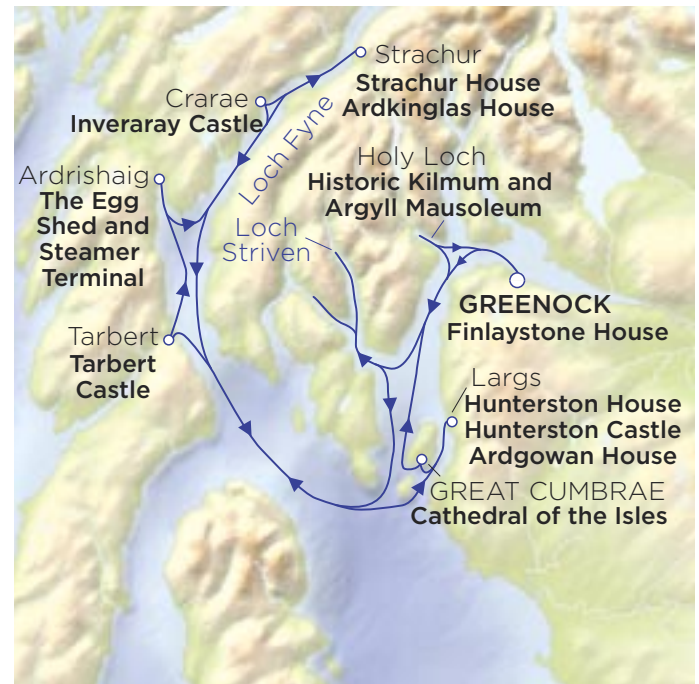 Strachur
Strachur House
Ardkinglas House
Crarae
Inveraray Castle
Loch Fyne
Ardrishaig
The Egg
Shed and
Steamer
Terminal
Holy Loch
Historic Kilmum and
Argyll Mausoleum
Loch
Striven
GREENOCK
Finlaystone House
Tarbert
Tarbert
Castle
Largs
Hunterston House
Hunterston Castle
Ardgowan House
GREAT CUMBRAE
Cathedral of the Isles